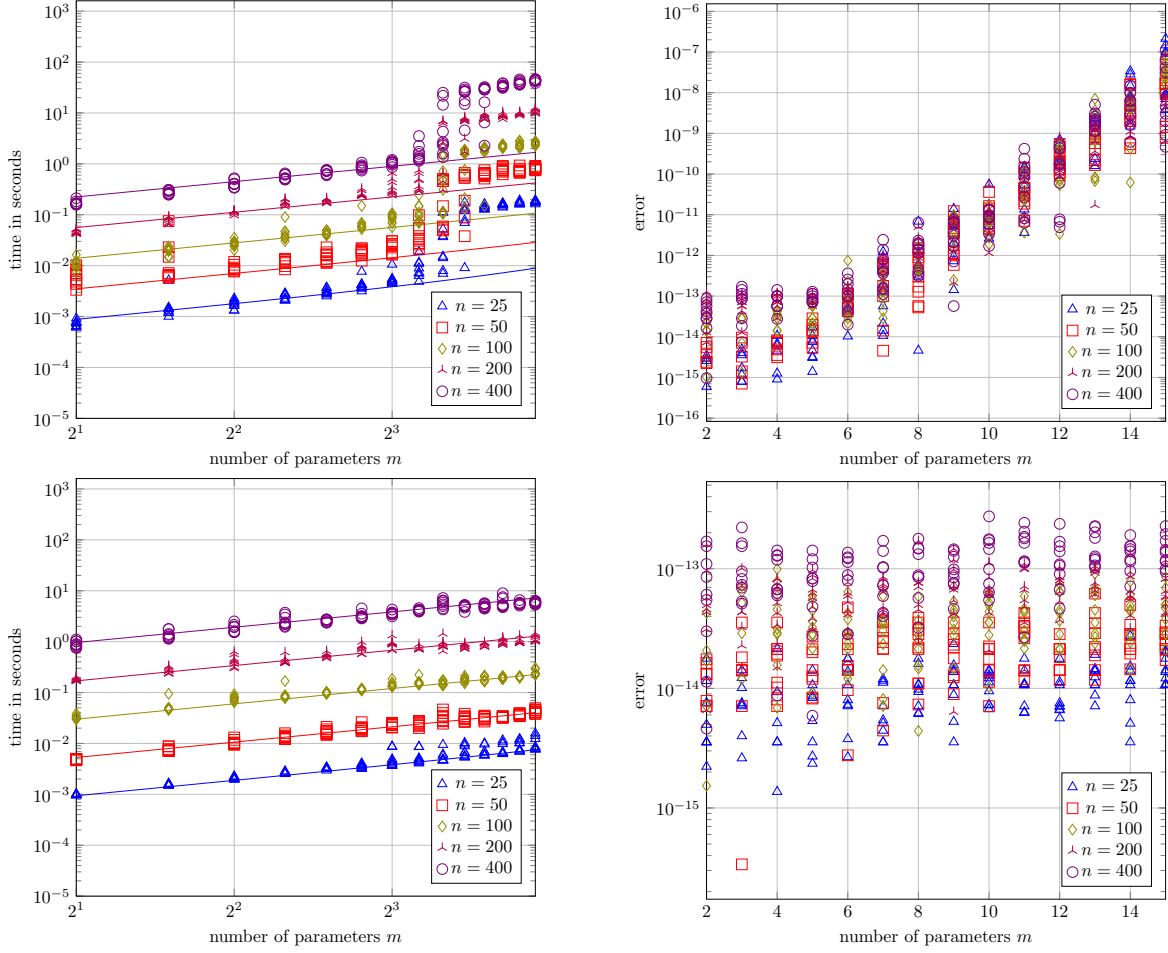 10^3
10^2
10^1
10^0
10^−1
10^−2
10^−3
10^−4
10^−5
time in seconds
2^1
2^2
2^3
number of parameters m
n = 25
n = 50
n = 100
n = 200
n = 400
10^−6
10^−7
10^−8
10^−9
10^−10
10^−11
10^−12
10^−13
10^−14
10^−15
10^−16
error
2 4 6 8 10 12 14
number of parameters m
n = 25
n = 50
n = 100
n = 200
n = 400
10^3
10^2
10^1
10^0
10^−1
10^−2
10^−3
10^−4
10^−5
time in seconds
2^1
2^2
2^3
number of parameters m
n = 25
n = 50
n = 100
n = 200
n = 400
10^−13
10^−14
10^−15
error
2 4 6 8 10 12 14
number of parameters m
n = 25
n = 50
n = 100
n = 200
n = 400